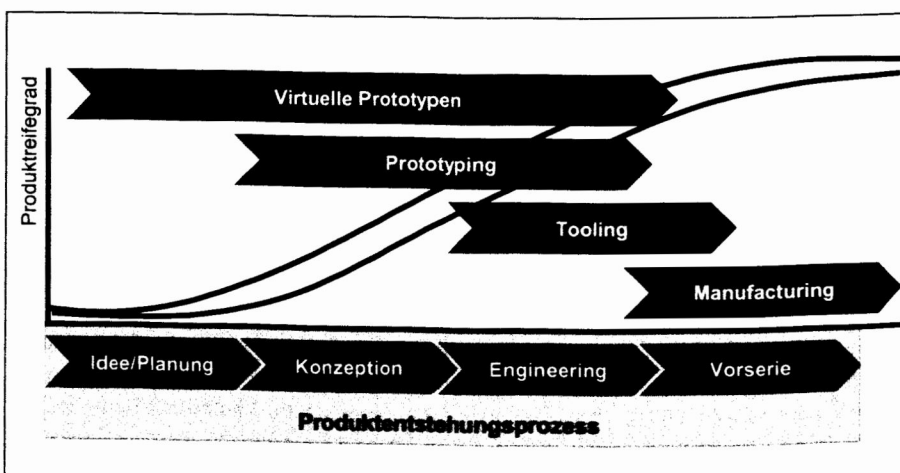 Produktreifegrad
Virtuelle Prototypen
Prototyping
Tooling
Manufacturing
Idee/Planung
Konzeption
Engineering
Vorserie
Produktentstehungsprozess